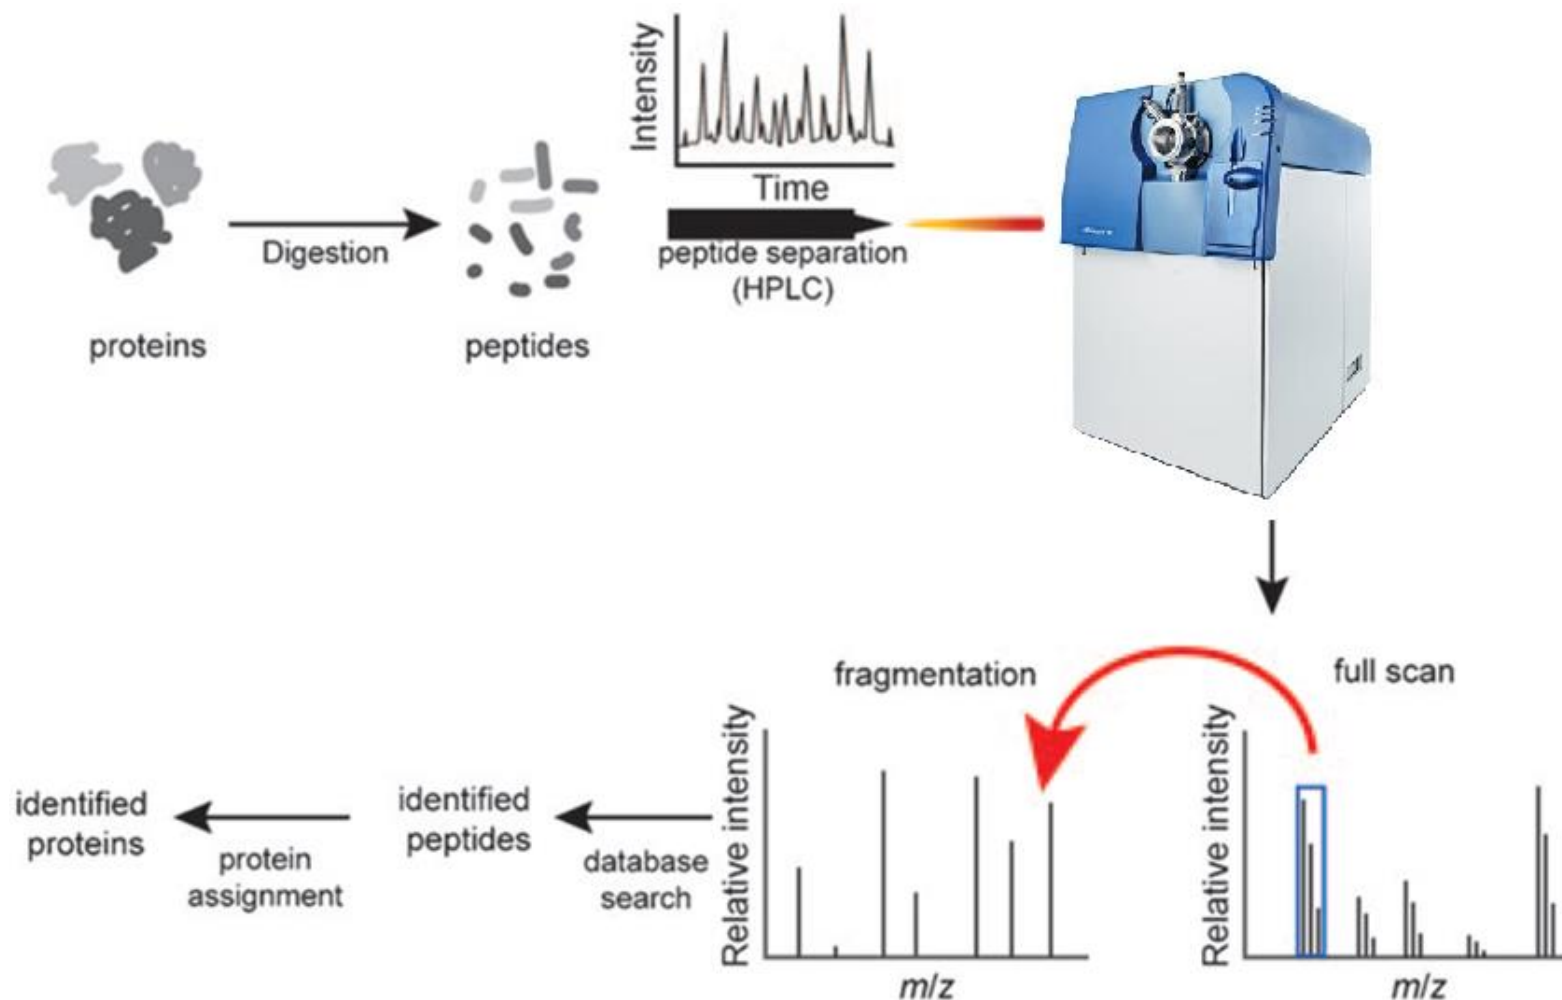 Intensity
Time
Digestion
peptide separation
(HPLC)
proteins
peptides
fragmentation
full scan
Relative intensity
m/z
Relative intensity
m/z
database
search
identified
peptides
protein
assignment
identified
proteins